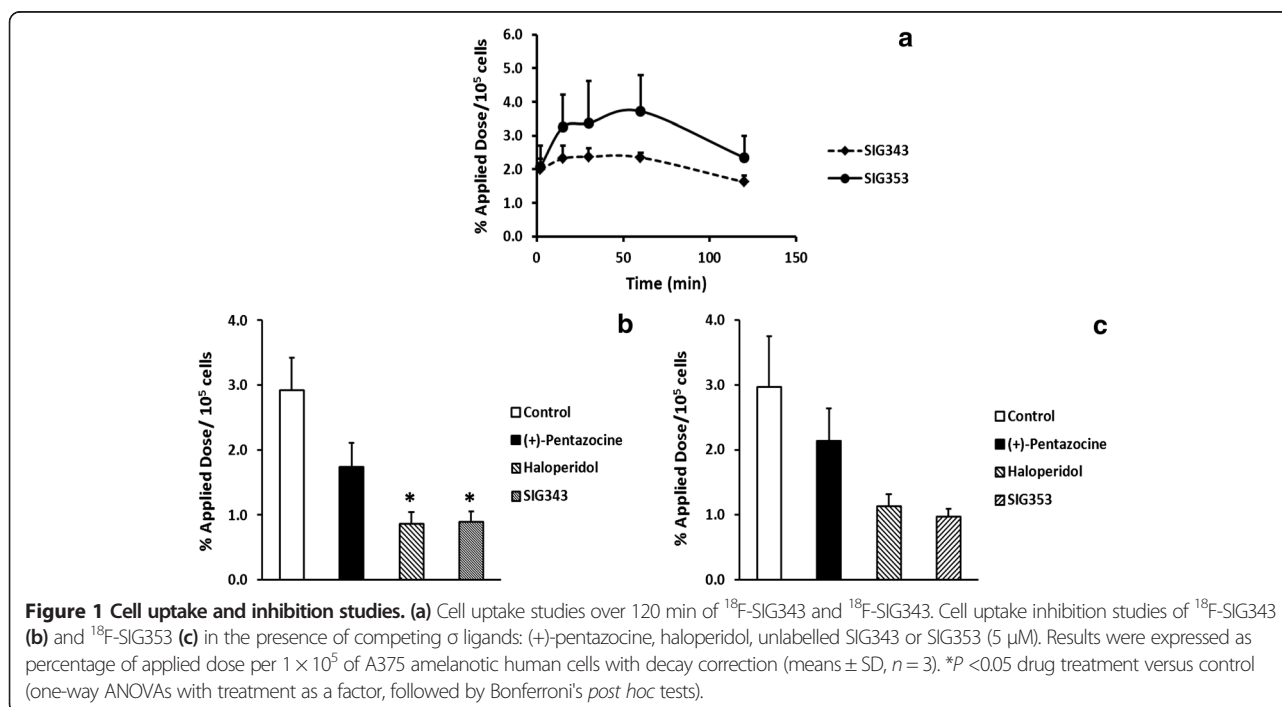 a
6.0
5.0
4.0
3.0
2.0
1.0
0.0
% Applied Dose/10⁵ cells
0 50 100 150
Time (min)
SIG343
SIG353
b
4.0
3.0
2.0
1.0
0.0
% Applied Dose/ 10⁵ cells
* *
Control
(+)-Pentazocine
Haloperidol
SIG343
c
4.0
3.0
2.0
1.0
0.0
% Applied Dose/10⁵ cells
Control
(+)-Pentazocine
Haloperidol
SIG353
Figure 1 Cell uptake and inhibition studies. (a) Cell uptake studies over 120 min of ¹⁸F-SIG343 and ¹⁸F-SIG343. Cell uptake inhibition studies of ¹⁸F-SIG343
(b) and ¹⁸F-SIG353 (c) in the presence of competing σ ligands: (+)-pentazocine, haloperidol, unlabelled SIG343 or SIG353 (5 μM). Results were expressed as
percentage of applied dose per 1 × 10⁵ of A375 amelanotic human cells with decay correction (means ± SD, n = 3). *P <0.05 drug treatment versus control
(one-way ANOVAs with treatment as a factor, followed by Bonferroni's post hoc tests).